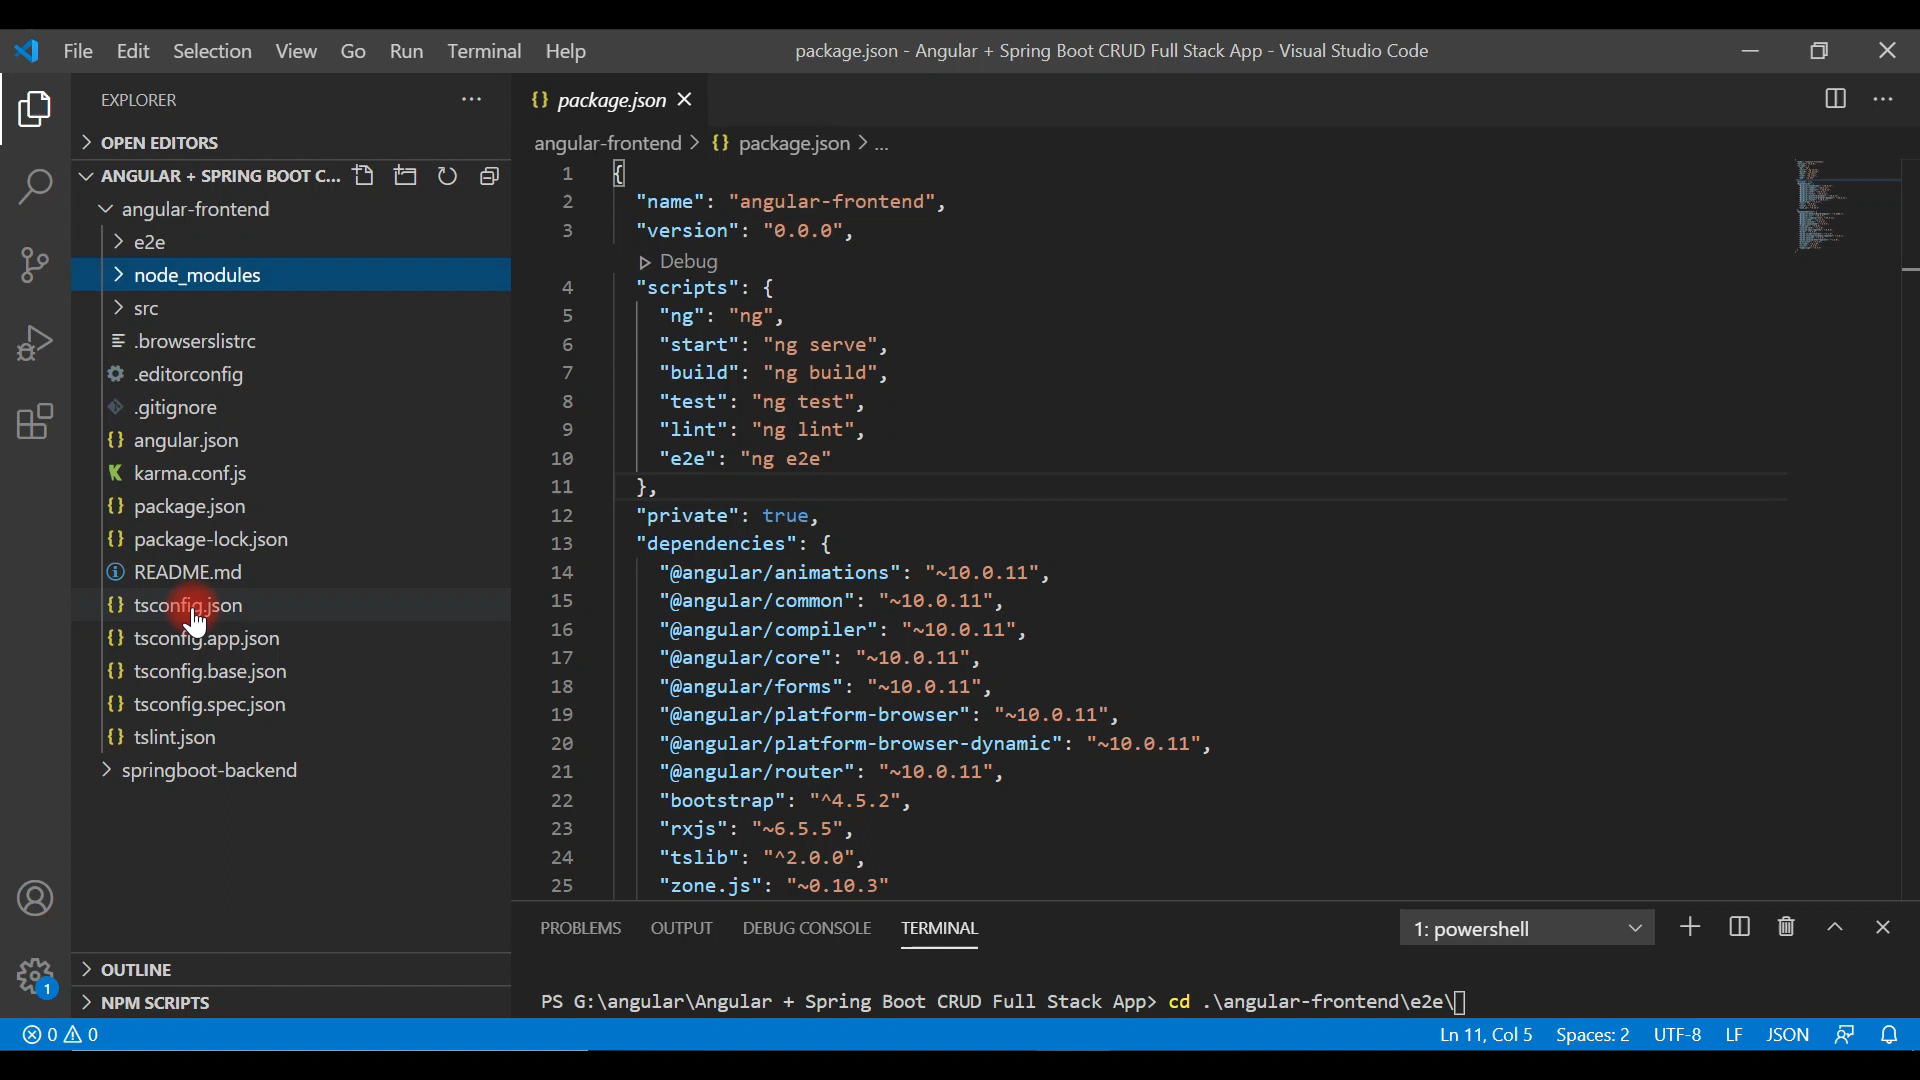 File Edit Selection View Go Run Terminal Help
package.json - Angular + Spring Boot CRUD Full Stack App - Visual Studio Code
EXPLORER
OPEN EDITORS
ANGULAR + SPRING BOOT C...
angular-frontend
e2e
node_modules
src
.browserslistrc
.editorconfig
.gitignore
angular.json
karma.conf.js
package.json
package-lock.json
README.md
tsconfig.json
tsconfig.app.json
tsconfig.base.json
tsconfig.spec.json
tslint.json
springboot-backend
OUTLINE
NPM SCRIPTS
{} package.json
angular-frontend > {} package.json > ...
1 {
2 "name": "angular-frontend",
3 "version": "0.0.0",
Debug
4 "scripts": {
5 "ng": "ng",
6 "start": "ng serve",
7 "build": "ng build",
8 "test": "ng test",
9 "lint": "ng lint",
10 "e2e": "ng e2e"
11 },
12 "private": true,
13 "dependencies": {
14 "@angular/animations": "~10.0.11",
15 "@angular/common": "~10.0.11",
16 "@angular/compiler": "~10.0.11",
17 "@angular/core": "~10.0.11",
18 "@angular/forms": "~10.0.11",
19 "@angular/platform-browser": "~10.0.11",
20 "@angular/platform-browser-dynamic": "~10.0.11",
21 "@angular/router": "~10.0.11",
22 "bootstrap": "^4.5.2",
23 "rxjs": "~6.5.5",
24 "tslib": "^2.0.0",
25 "zone.js": "~0.10.3"
PROBLEMS OUTPUT DEBUG CONSOLE TERMINAL
1: powershell
PS G:\angular\Angular + Spring Boot CRUD Full Stack App> cd .\angular-frontend\e2e\
1
0 0
Ln 11, Col 5 Spaces: 2 UTF-8 LF JSON